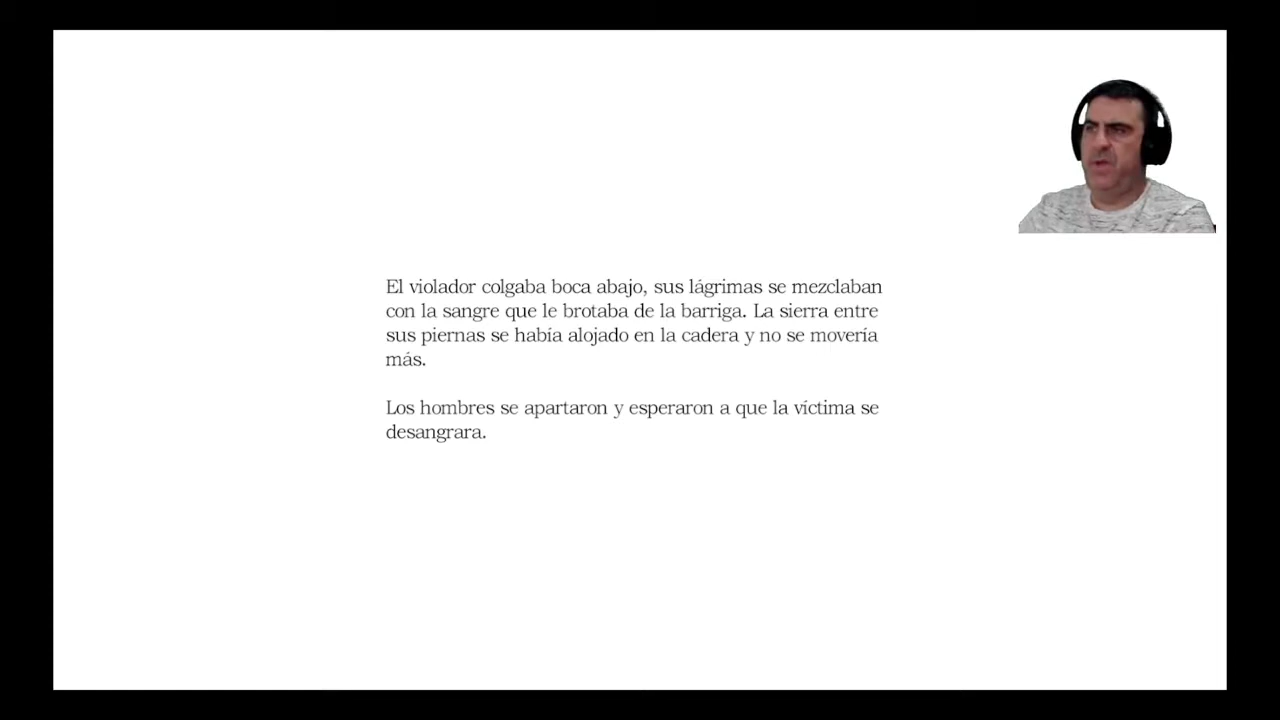 El violador colgaba boca abajo, sus lágrimas se mezclaban
con la sangre que le brotaba de la barriga. La sierra entre
sus piernas se había alojado en la cadera y no se movería
más.
Los hombres se apartaron y esperaron a que la víctima se
desangrara.